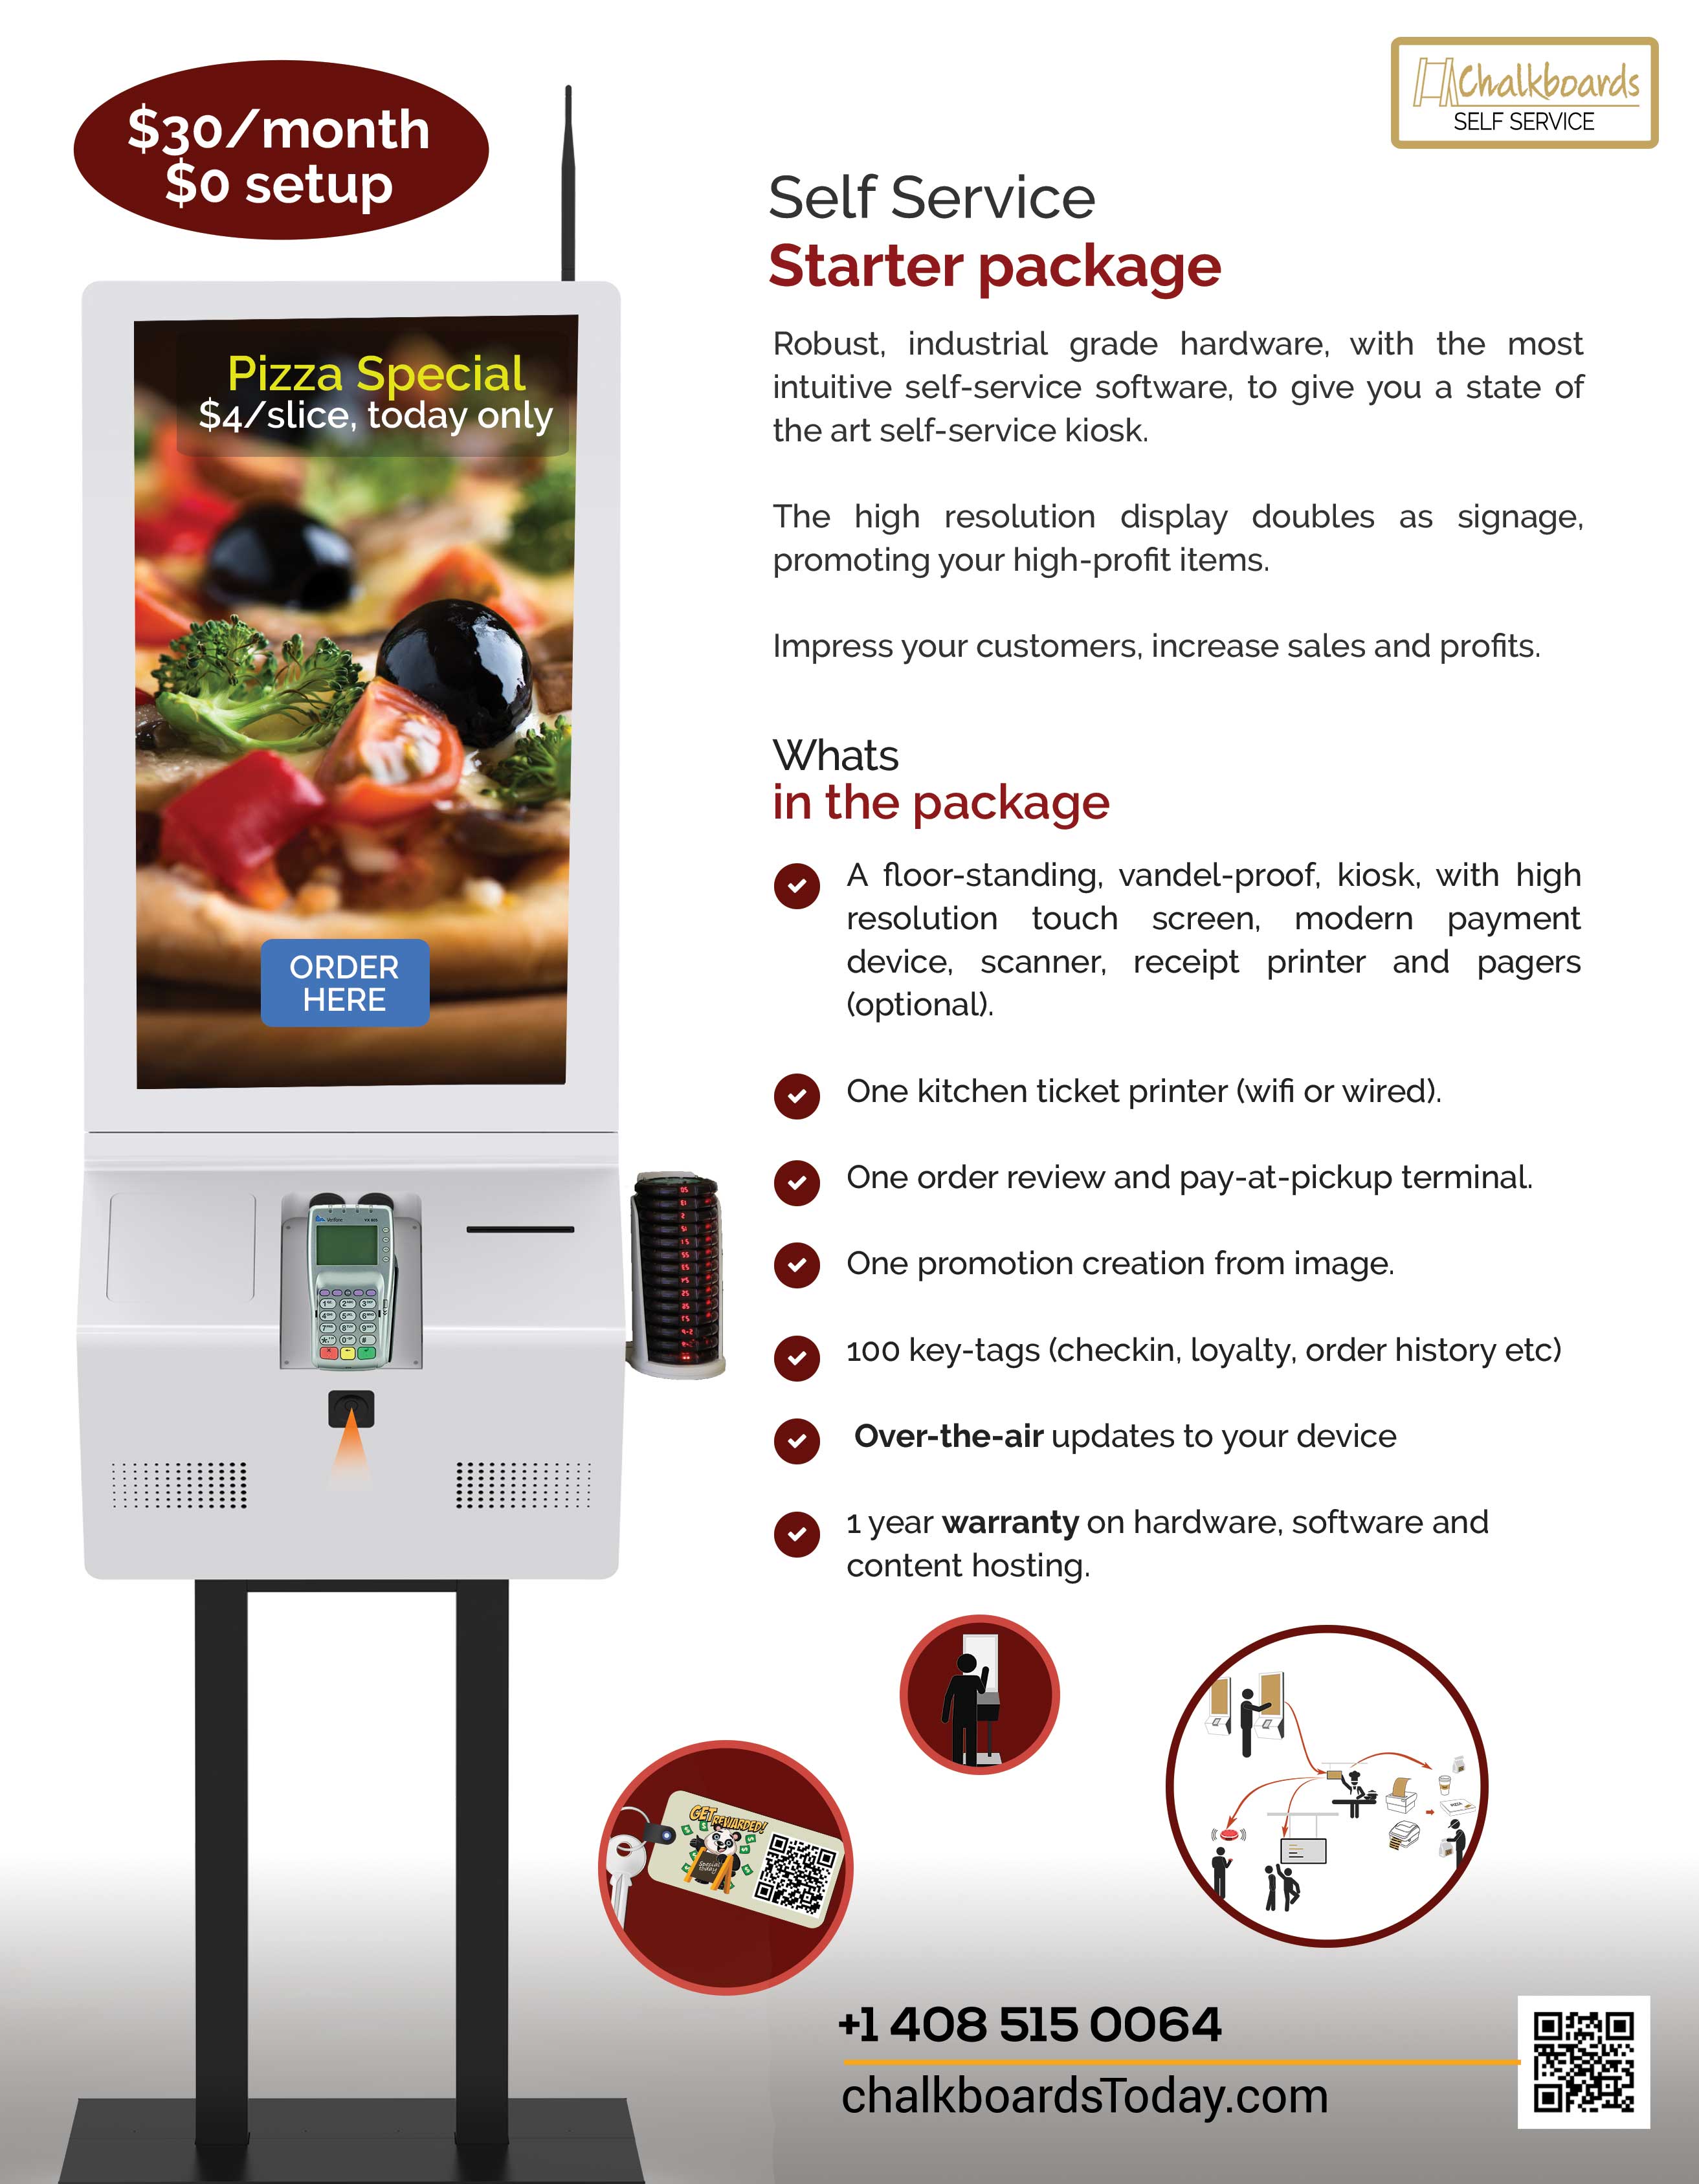 $30/month
$0 setup
Chalkboards
SELF SERVICE
Self Service
Starter package
Robust, industrial grade hardware, with the most
intuitive self-service software, to give you a state of
the art self-service kiosk.
The high resolution display doubles as signage,
promoting your high-profit items.
Impress your customers, increase sales and profits.
Pizza Special
$4/slice, today only
ORDER
HERE
Whats
in the package
A floor-standing, vandel-proof, kiosk, with high
resolution touch screen, modern payment
device, scanner, receipt printer and pagers
(optional).
One kitchen ticket printer (wifi or wired).
One order review and pay-at-pickup terminal.
One promotion creation from image.
100 key-tags (checkin, loyalty, order history etc)
Over-the-air updates to your device
1 year warranty on hardware, software and
content hosting.
GET REWARDED!
Special
today
PIZZA
+1 408 515 0064
chalkboardsToday.com